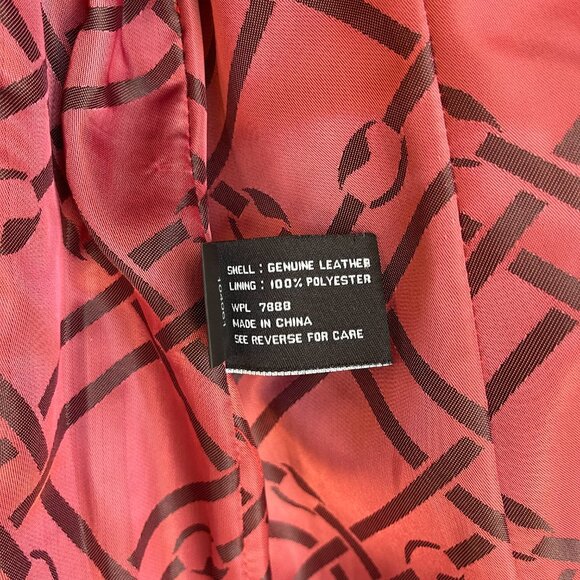 SHELL : GENUINE LEATHER
LINING : 100% POLYESTER
WPL 7888
MADE IN CHINA
SEE REVERSE FOR CARE